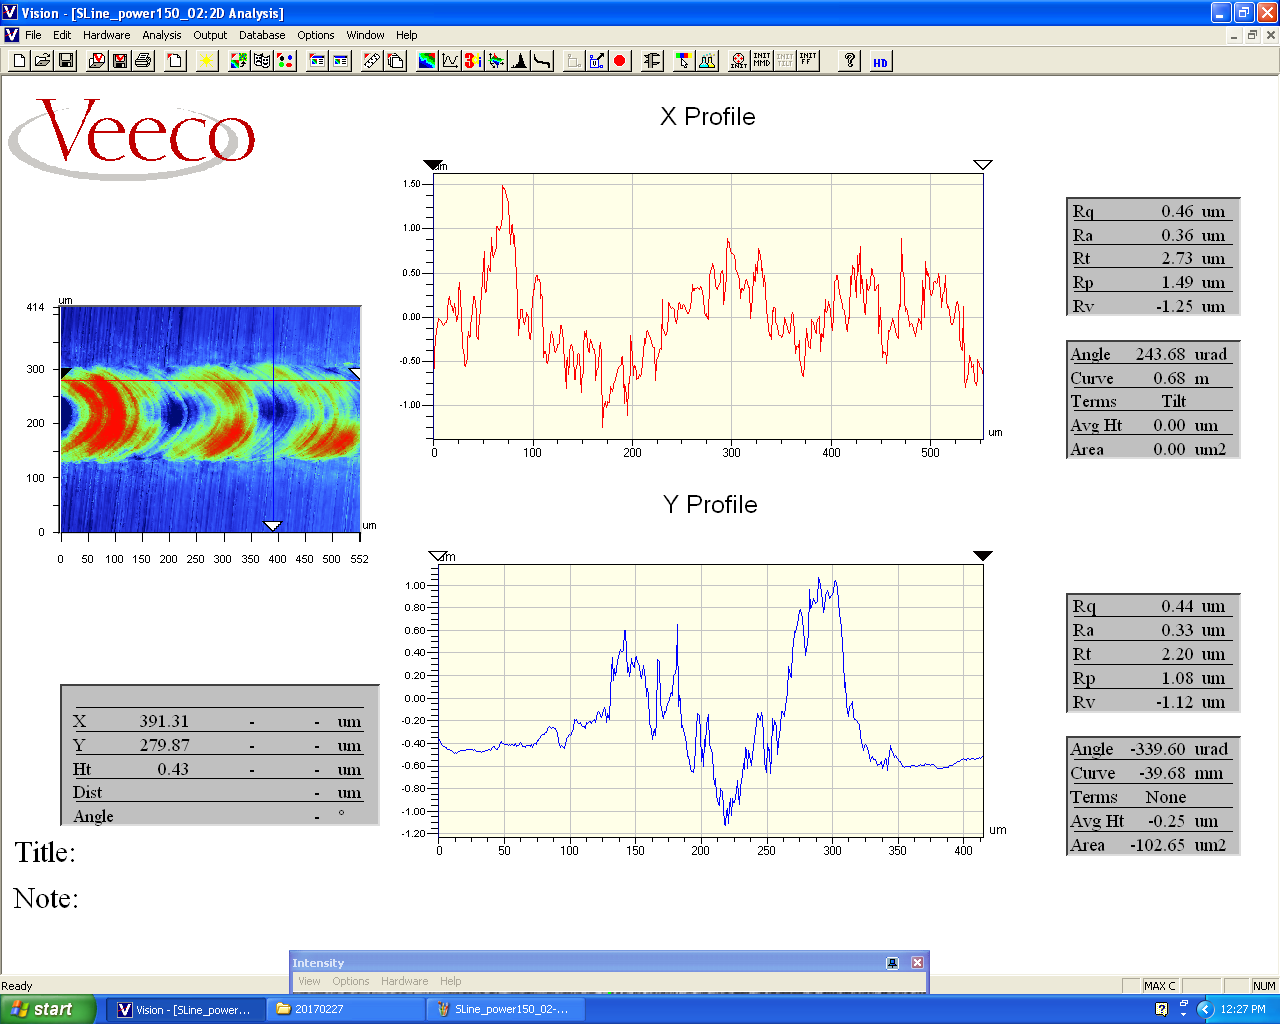 Vision - [SLine_power150_02:2D Analysis]
File Edit Hardware Analysis Output Database Options Window Help
INIT INIT MMD INIT TILT INIT FF ? HD
Veeco
X Profile
um
1.50
1.00
0.50
0.00
-0.50
-1.00
0 100 200 300 400 500
um
Rq 0.46 um
Ra 0.36 um
Rt 2.73 um
Rp 1.49 um
Rv -1.25 um
Angle 243.68 urad
Curve 0.68 m
Terms Tilt
Avg Ht 0.00 um
Area 0.00 um2
um
414
300
200
100
0
um
0 50 100 150 200 250 300 350 400 450 500 552
Y Profile
um
1.00
0.80
0.60
0.40
0.20
0.00
-0.20
-0.40
-0.60
-0.80
-1.00
-1.20
0 50 100 150 200 250 300 350 400
um
Rq 0.44 um
Ra 0.33 um
Rt 2.20 um
Rp 1.08 um
Rv -1.12 um
Angle -339.60 urad
Curve -39.68 mm
Terms None
Avg Ht -0.25 um
Area -102.65 um2
X 391.31 - - um
Y 279.87 - - um
Ht 0.43 - - um
Dist - um
Angle - °
Title:
Note:
Intensity
View Options Hardware Help
Ready
MAX C NUM
start
Vision - [SLine_power...
20170227
SLine_power150_02-...
12:27 PM